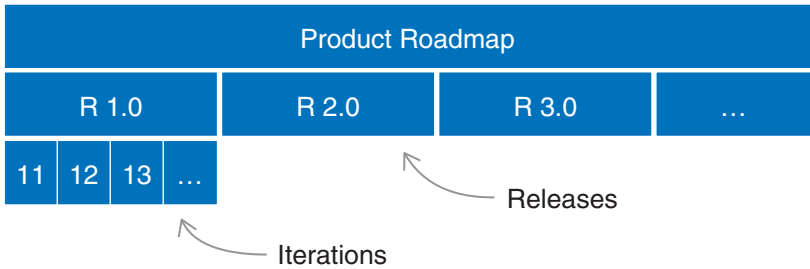 Product Roadmap
R 1.0 R 2.0 R 3.0 ...
11 12 13 ...
Releases
Iterations